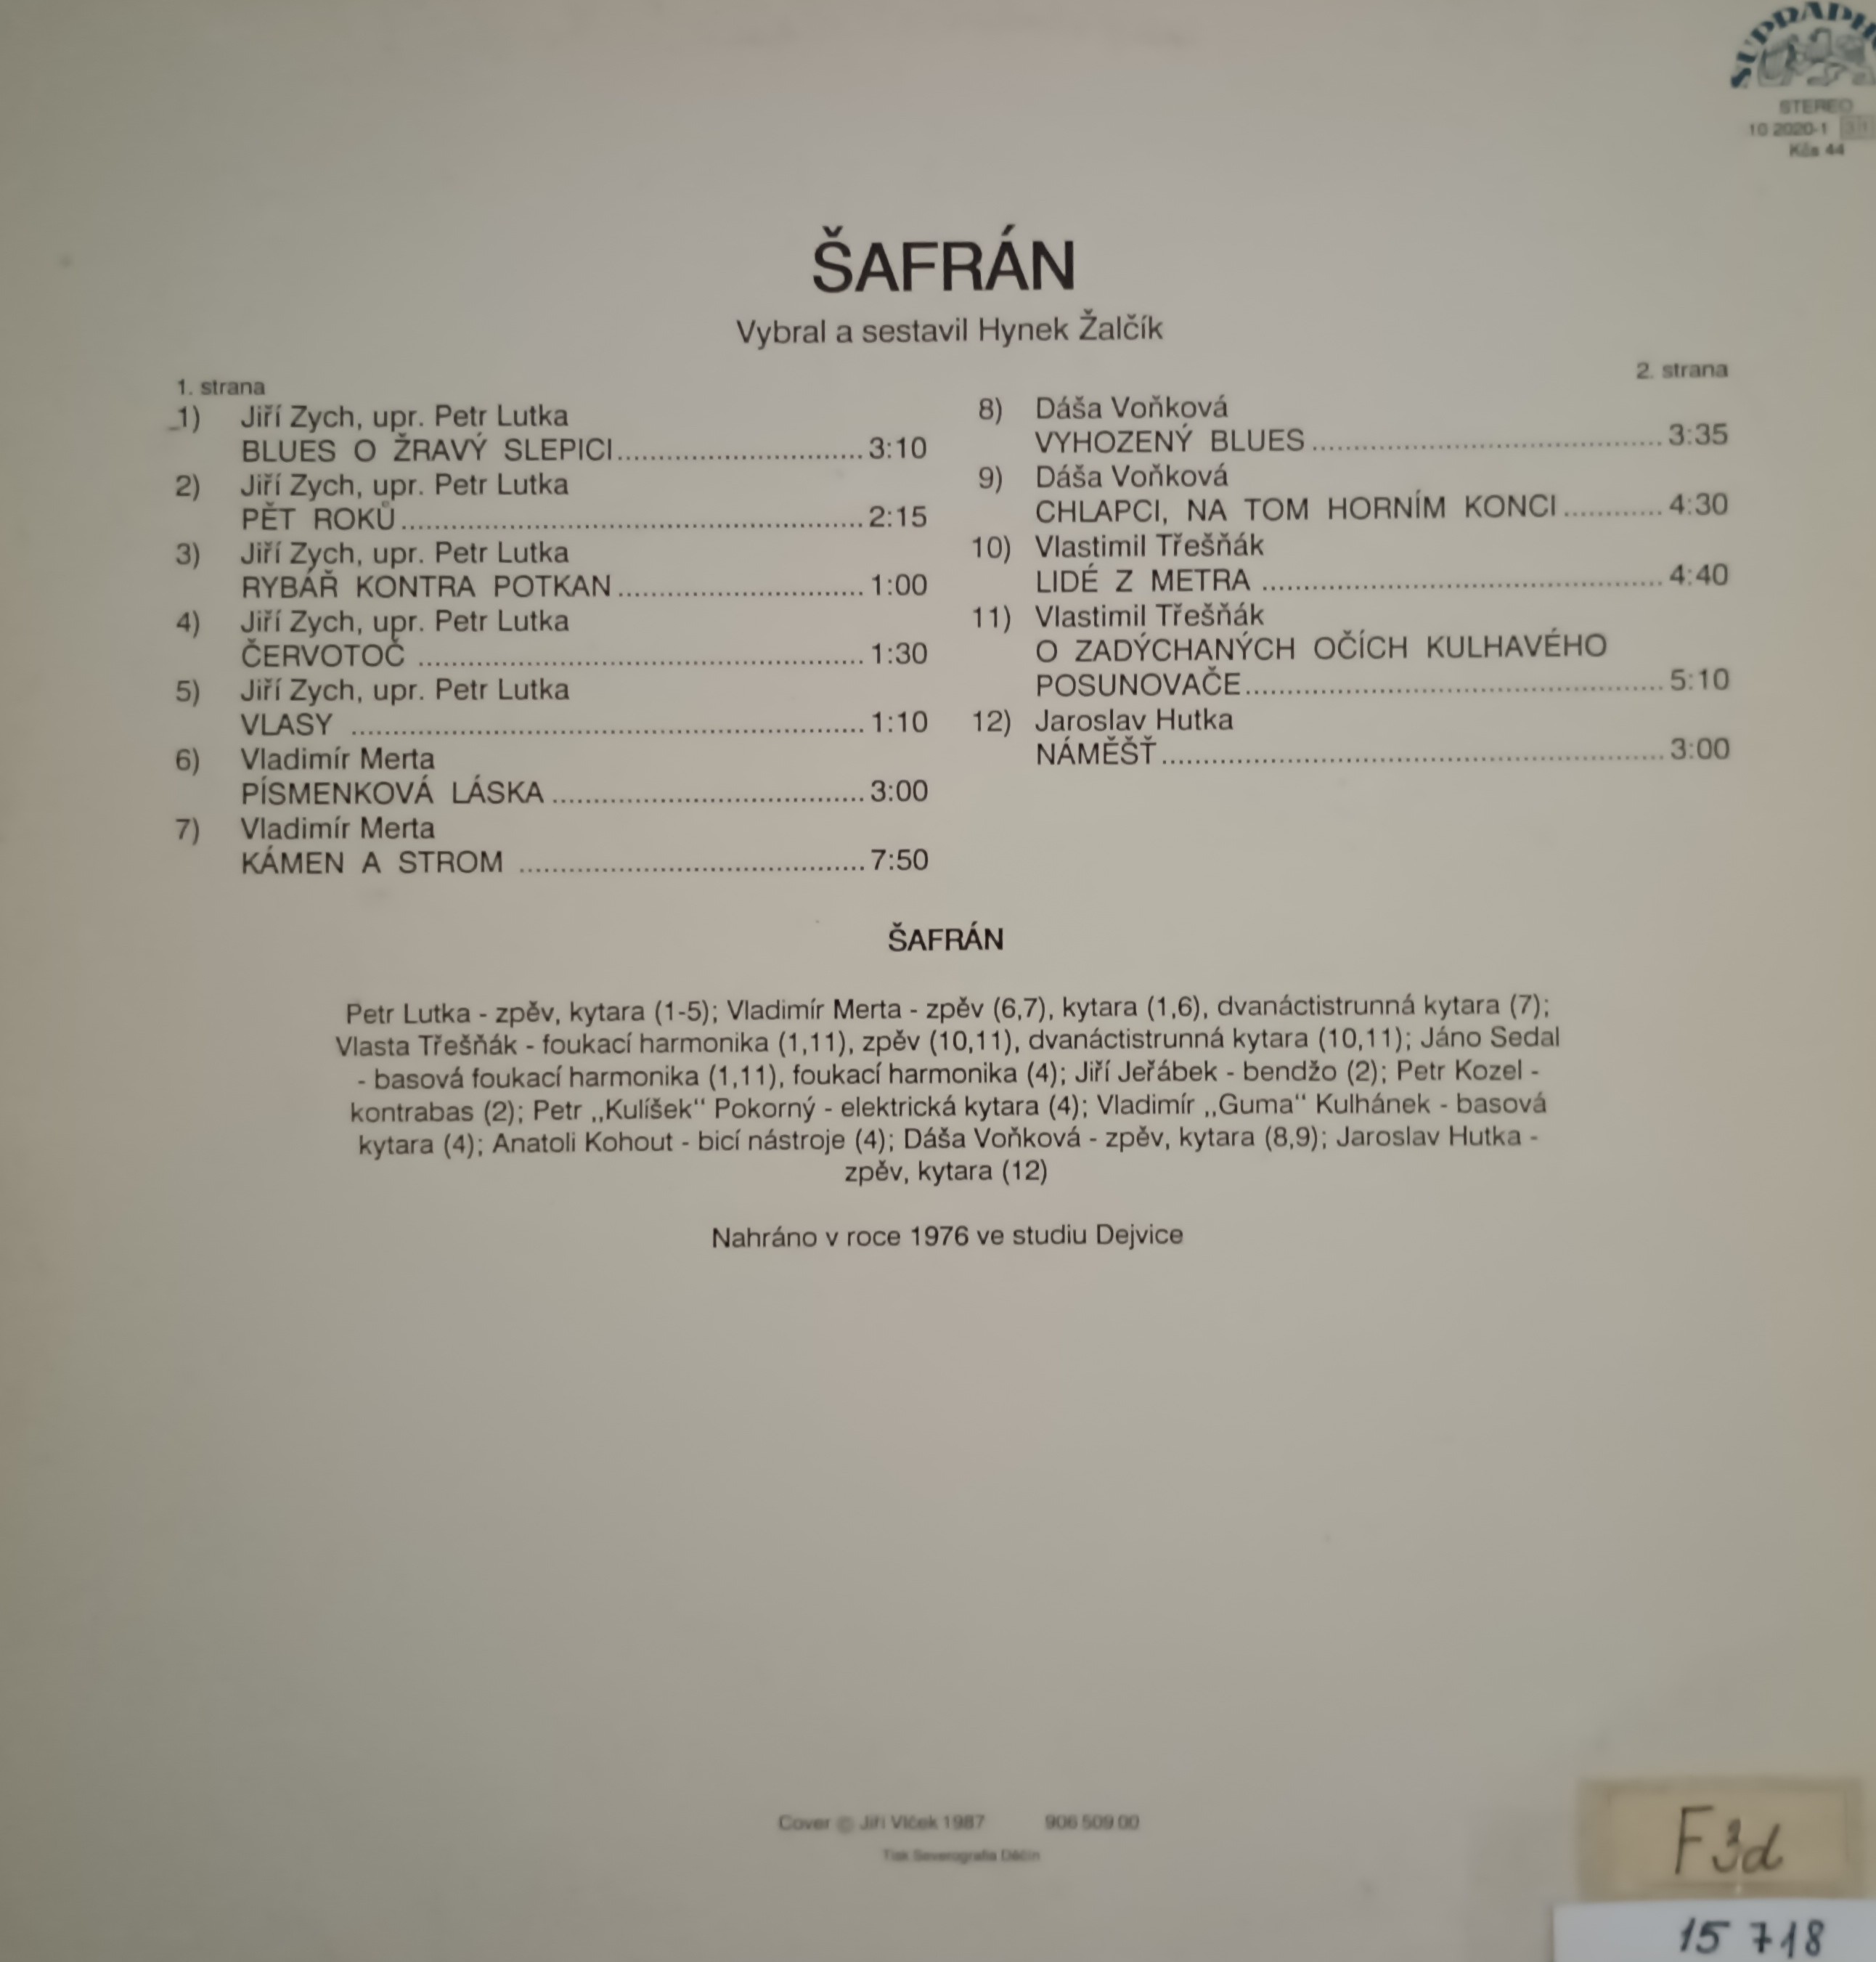 STEREO
10 2020-1
Kčs 44
ŠAFRÁN
Vybral a sestavil Hynek Žalčík
1. strana
1) Jiří Zych, upr. Petr Lutka
BLUES O ŽRAVÝ SLEPICI..............................3:10
2) Jiří Zych, upr. Petr Lutka
PĚT ROKŮ........................................................2:15
3) Jiří Zych, upr. Petr Lutka
RYBÁŘ KONTRA POTKAN..............................1:00
4) Jiří Zych, upr. Petr Lutka
ČERVOTOČ ......................................................1:30
5) Jiří Zych, upr. Petr Lutka
VLASY ..............................................................1:10
6) Vladimír Merta
PÍSMENKOVÁ LÁSKA ......................................3:00
7) Vladimír Merta
KÁMEN A STROM ..........................................7:50
2. strana
8) Dáša Voňková
VYHOZENÝ BLUES ..........................................3:35
9) Dáša Voňková
CHLAPCI, NA TOM HORNÍM KONCI ............4:30
10) Vlastimil Třešňák
LIDÉ Z METRA ................................................4:40
11) Vlastimil Třešňák
O ZADÝCHANÝCH OČÍCH KULHAVÉHO
POSUNOVAČE..................................................5:10
12) Jaroslav Hutka
NÁMĚŠŤ............................................................3:00
ŠAFRÁN
Petr Lutka - zpěv, kytara (1-5); Vladimír Merta - zpěv (6,7), kytara (1,6), dvanáctistrunná kytara (7);
Vlasta Třešňák - foukací harmonika (1,11), zpěv (10,11), dvanáctistrunná kytara (10,11); Jáno Sedal
- basová foukací harmonika (1,11), foukací harmonika (4); Jiří Jeřábek - bendžo (2); Petr Kozel -
kontrabas (2); Petr „Kulíšek“ Pokorný - elektrická kytara (4); Vladimír „Guma“ Kulhánek - basová
kytara (4); Anatoli Kohout - bicí nástroje (4); Dáša Voňková - zpěv, kytara (8,9); Jaroslav Hutka -
zpěv, kytara (12)
Nahráno v roce 1976 ve studiu Dejvice
Cover © Jiří Vlček 1987 906 509 00
Tisk Severografia Děčín
F3d
15 718